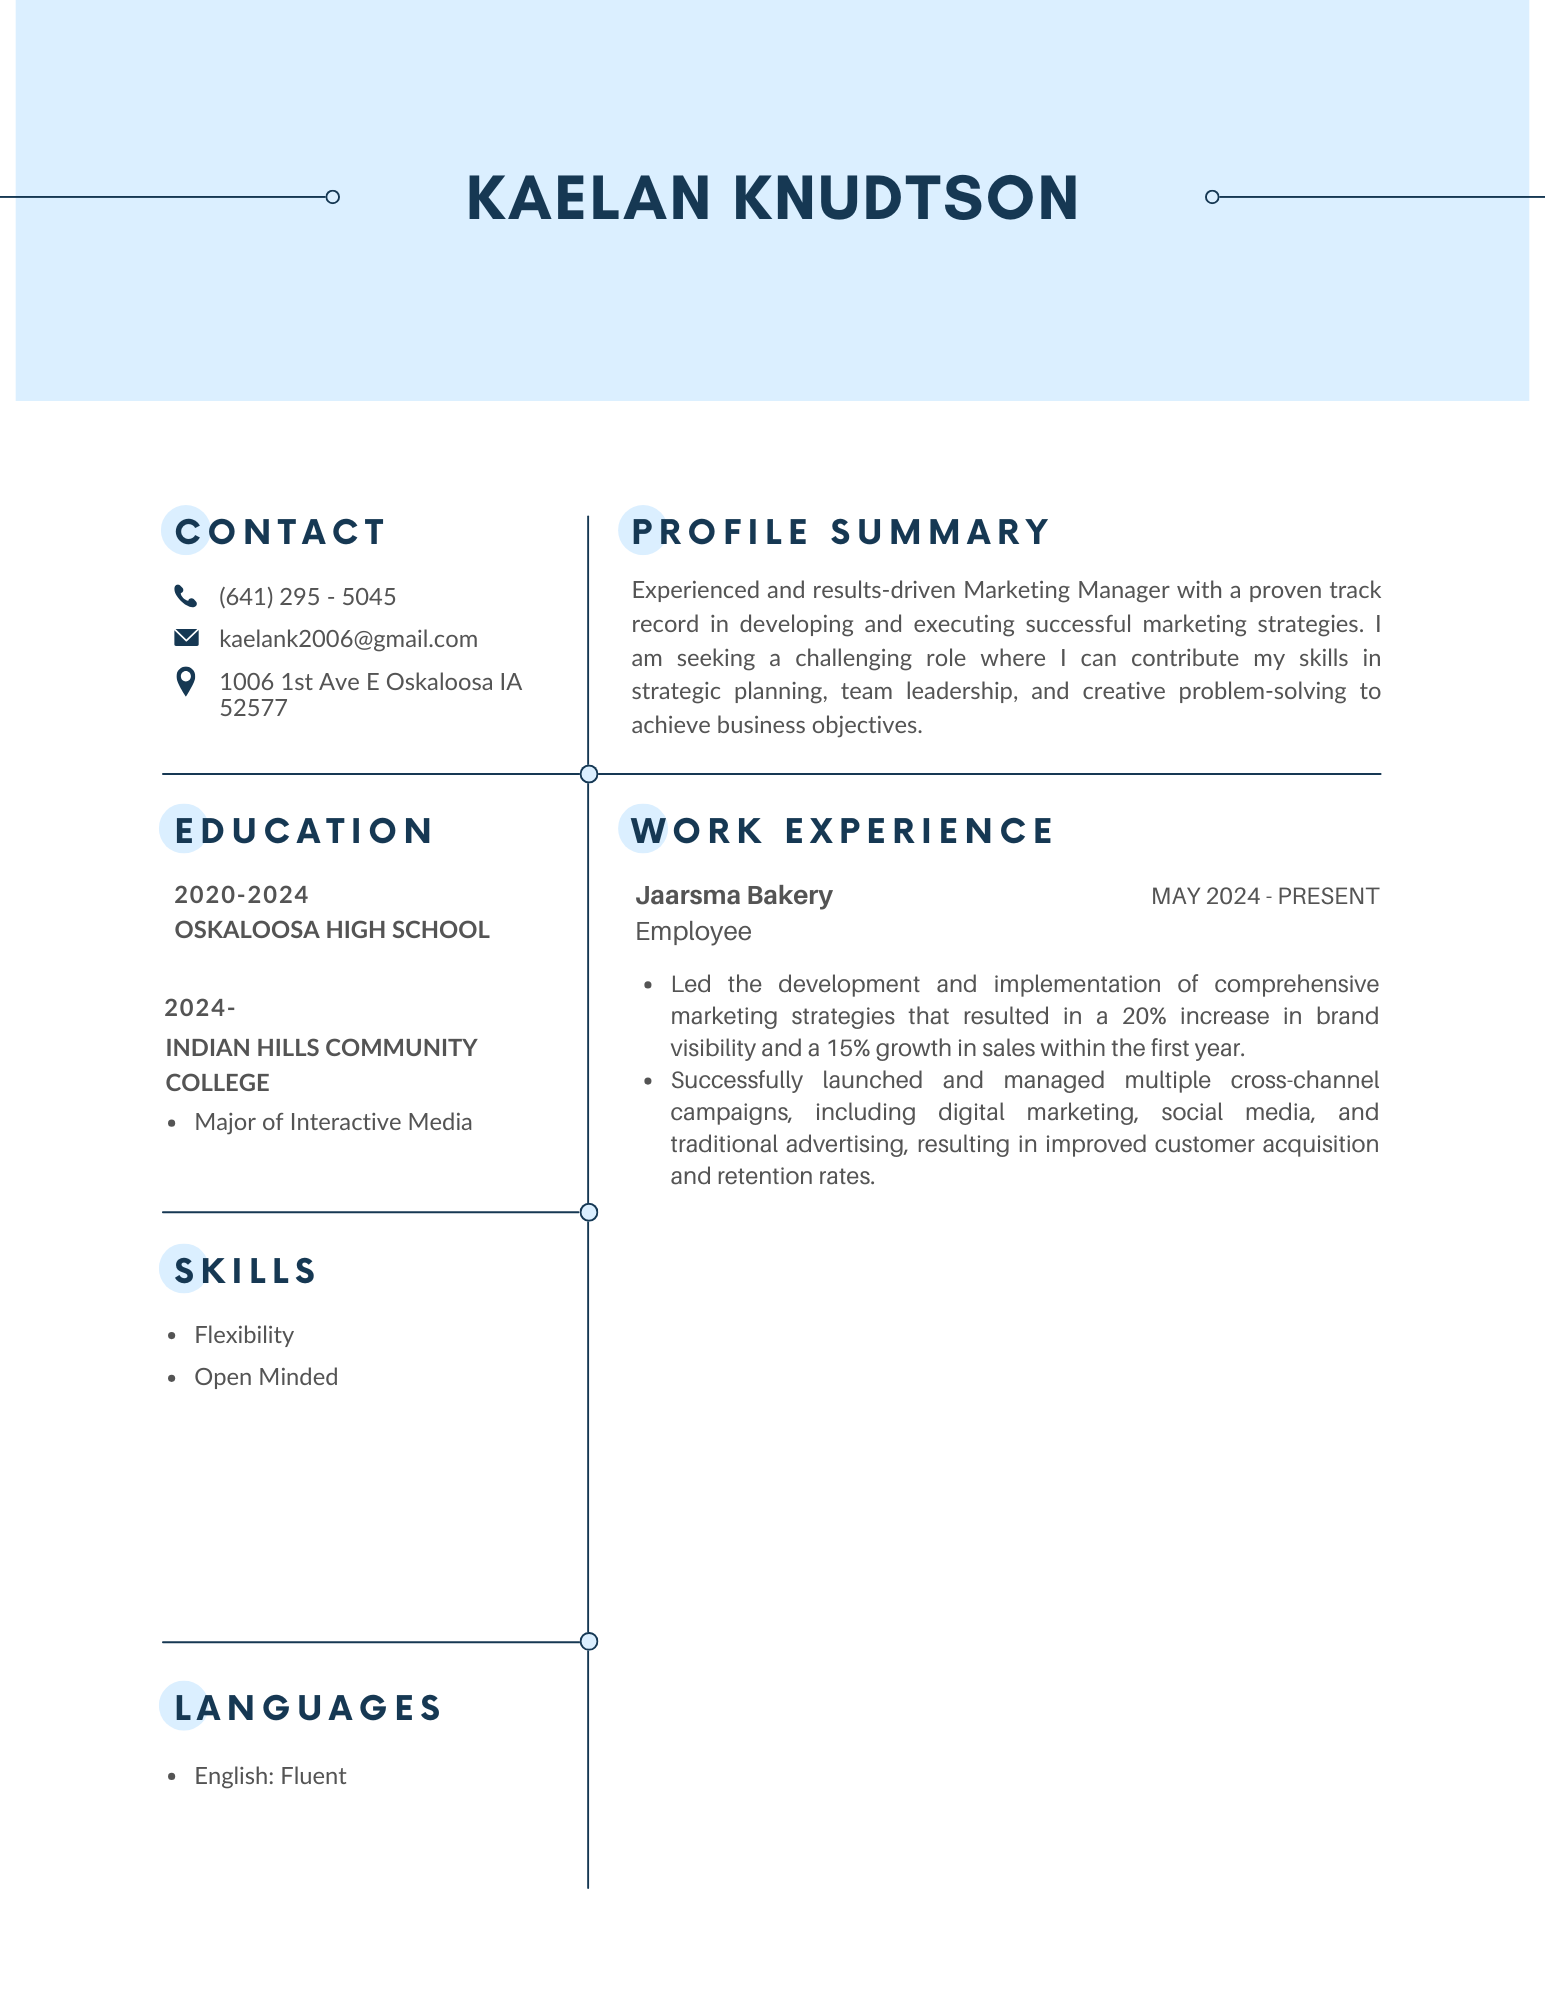 KAELAN KNUDTSON
CONTACT
(641) 295 - 5045
kaelank2006@gmail.com
1006 1st Ave E Oskaloosa IA
52577
PROFILE SUMMARY
Experienced and results-driven Marketing Manager with a proven track
record in developing and executing successful marketing strategies. I
am seeking a challenging role where I can contribute my skills in
strategic planning, team leadership, and creative problem-solving to
achieve business objectives.
EDUCATION
2020-2024
OSKALOOSA HIGH SCHOOL
2024-
INDIAN HILLS COMMUNITY
COLLEGE
• Major of Interactive Media
WORK EXPERIENCE
Jaarsma Bakery MAY 2024 - PRESENT
Employee
• Led the development and implementation of comprehensive
marketing strategies that resulted in a 20% increase in brand
visibility and a 15% growth in sales within the first year.
• Successfully launched and managed multiple cross-channel
campaigns, including digital marketing, social media, and
traditional advertising, resulting in improved customer acquisition
and retention rates.
SKILLS
• Flexibility
• Open Minded
LANGUAGES
• English: Fluent